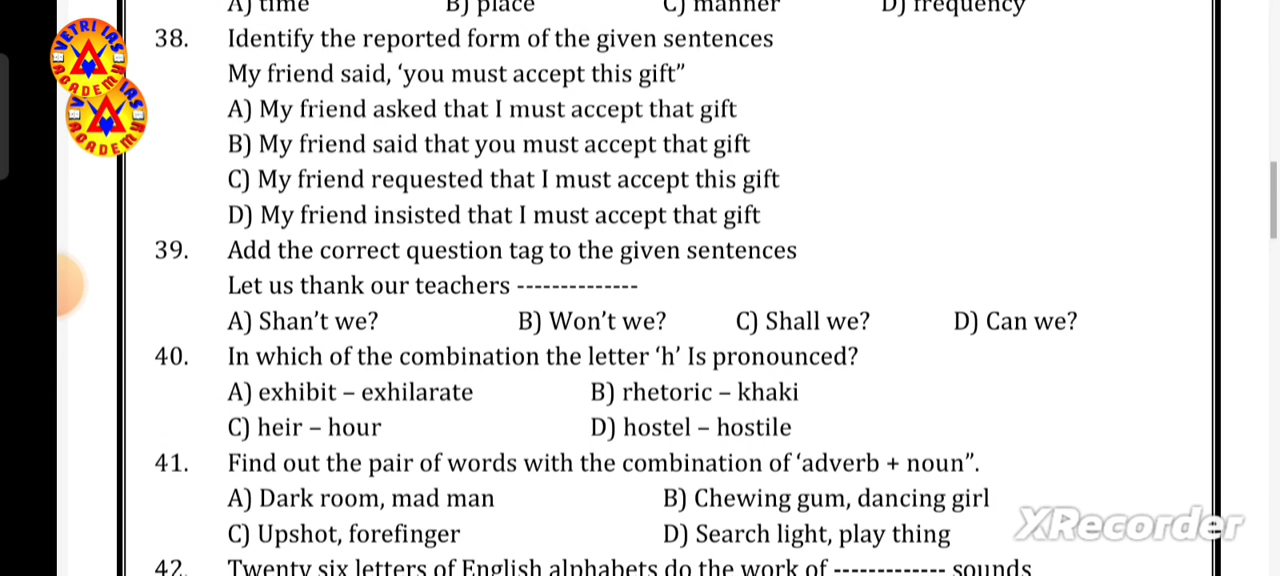 A) time B) place C) manner D) frequency
38. Identify the reported form of the given sentences
My friend said, ‘you must accept this gift”
A) My friend asked that I must accept that gift
B) My friend said that you must accept that gift
C) My friend requested that I must accept this gift
D) My friend insisted that I must accept that gift
39. Add the correct question tag to the given sentences
Let us thank our teachers --------------
A) Shan’t we? B) Won’t we? C) Shall we? D) Can we?
40. In which of the combination the letter ‘h’ Is pronounced?
A) exhibit – exhilarate B) rhetoric – khaki
C) heir – hour D) hostel – hostile
41. Find out the pair of words with the combination of ‘adverb + noun”.
A) Dark room, mad man B) Chewing gum, dancing girl
C) Upshot, forefinger D) Search light, play thing
42. Twenty six letters of English alphabets do the work of ------------- sounds
VETRI IAS
ACADEMY
IAS
ACADEMY
XRecorder